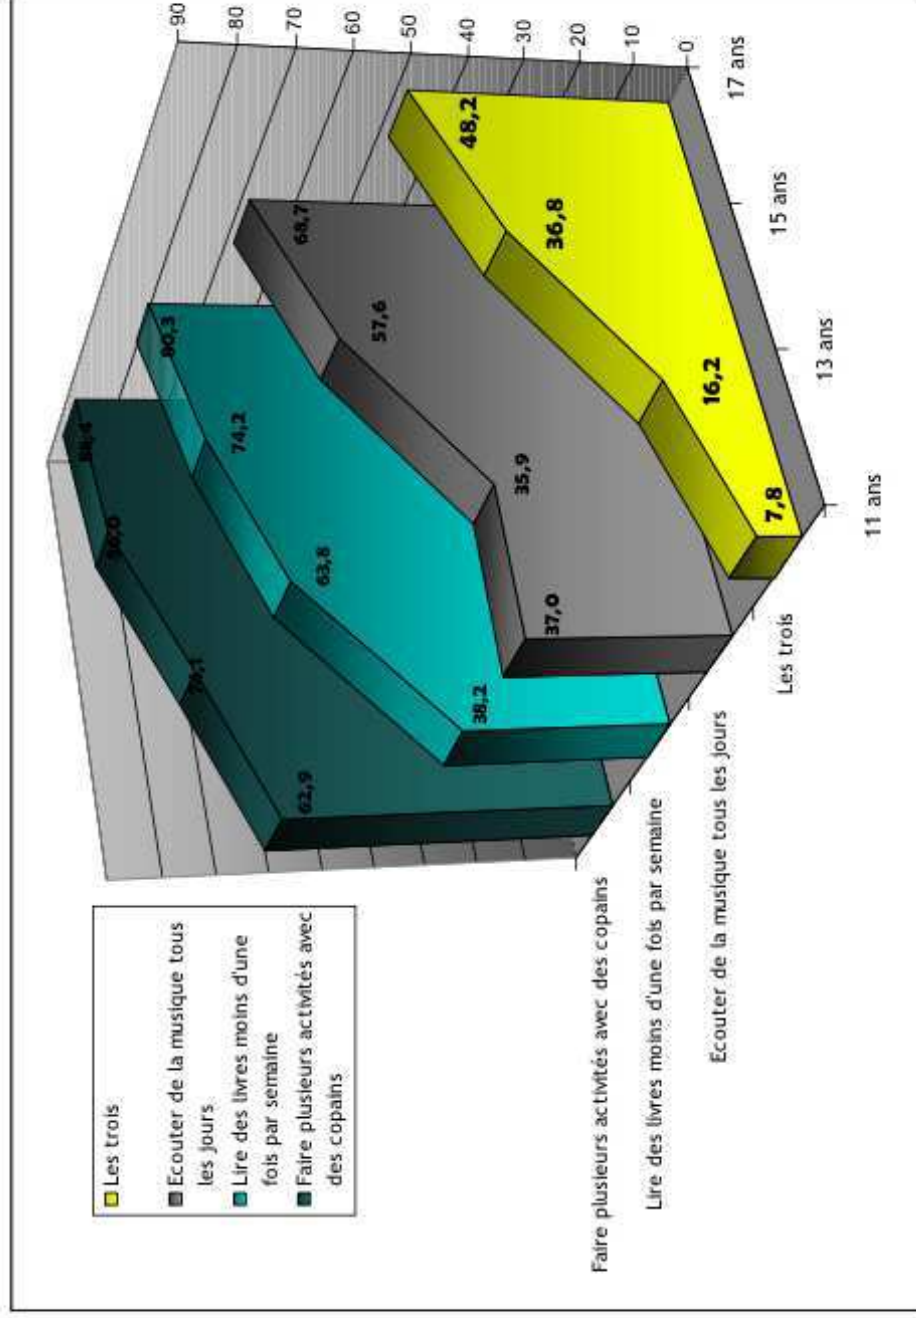 Les trois
Ecouter de la musique tous
les jours
Lire des livres moins d'une
fois par semaine
Faire plusieurs activités avec
des copains
90
80
70
60
50
40
30
20
10
0
62,9
38,2
63,8
74,2
80,3
37,0
35,9
57,6
68,7
7,8
16,2
36,8
48,2
Faire plusieurs activités avec des copains
Lire des livres moins d'une fois par semaine
Ecouter de la musique tous les jours
Les trois
11 ans
13 ans
15 ans
17 ans